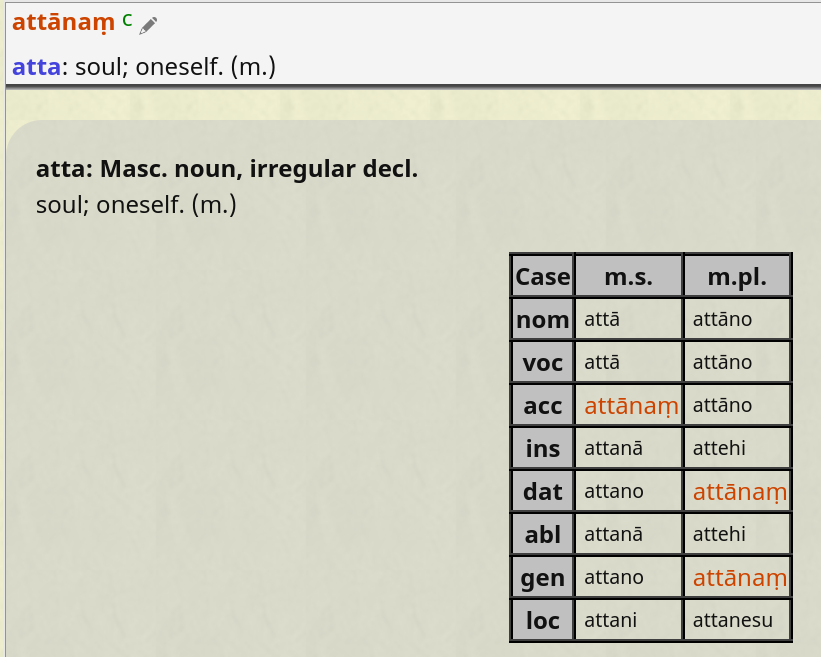 attānaṃ C
atta: soul; oneself. (m.)
atta: Masc. noun, irregular decl.
soul; oneself. (m.)
Case m.s. m.pl.
nom attā attāno
voc attā attāno
acc attānaṃ attāno
ins attanā attehi
dat attano attānaṃ
abl attanā attehi
gen attano attānaṃ
loc attani attanesu